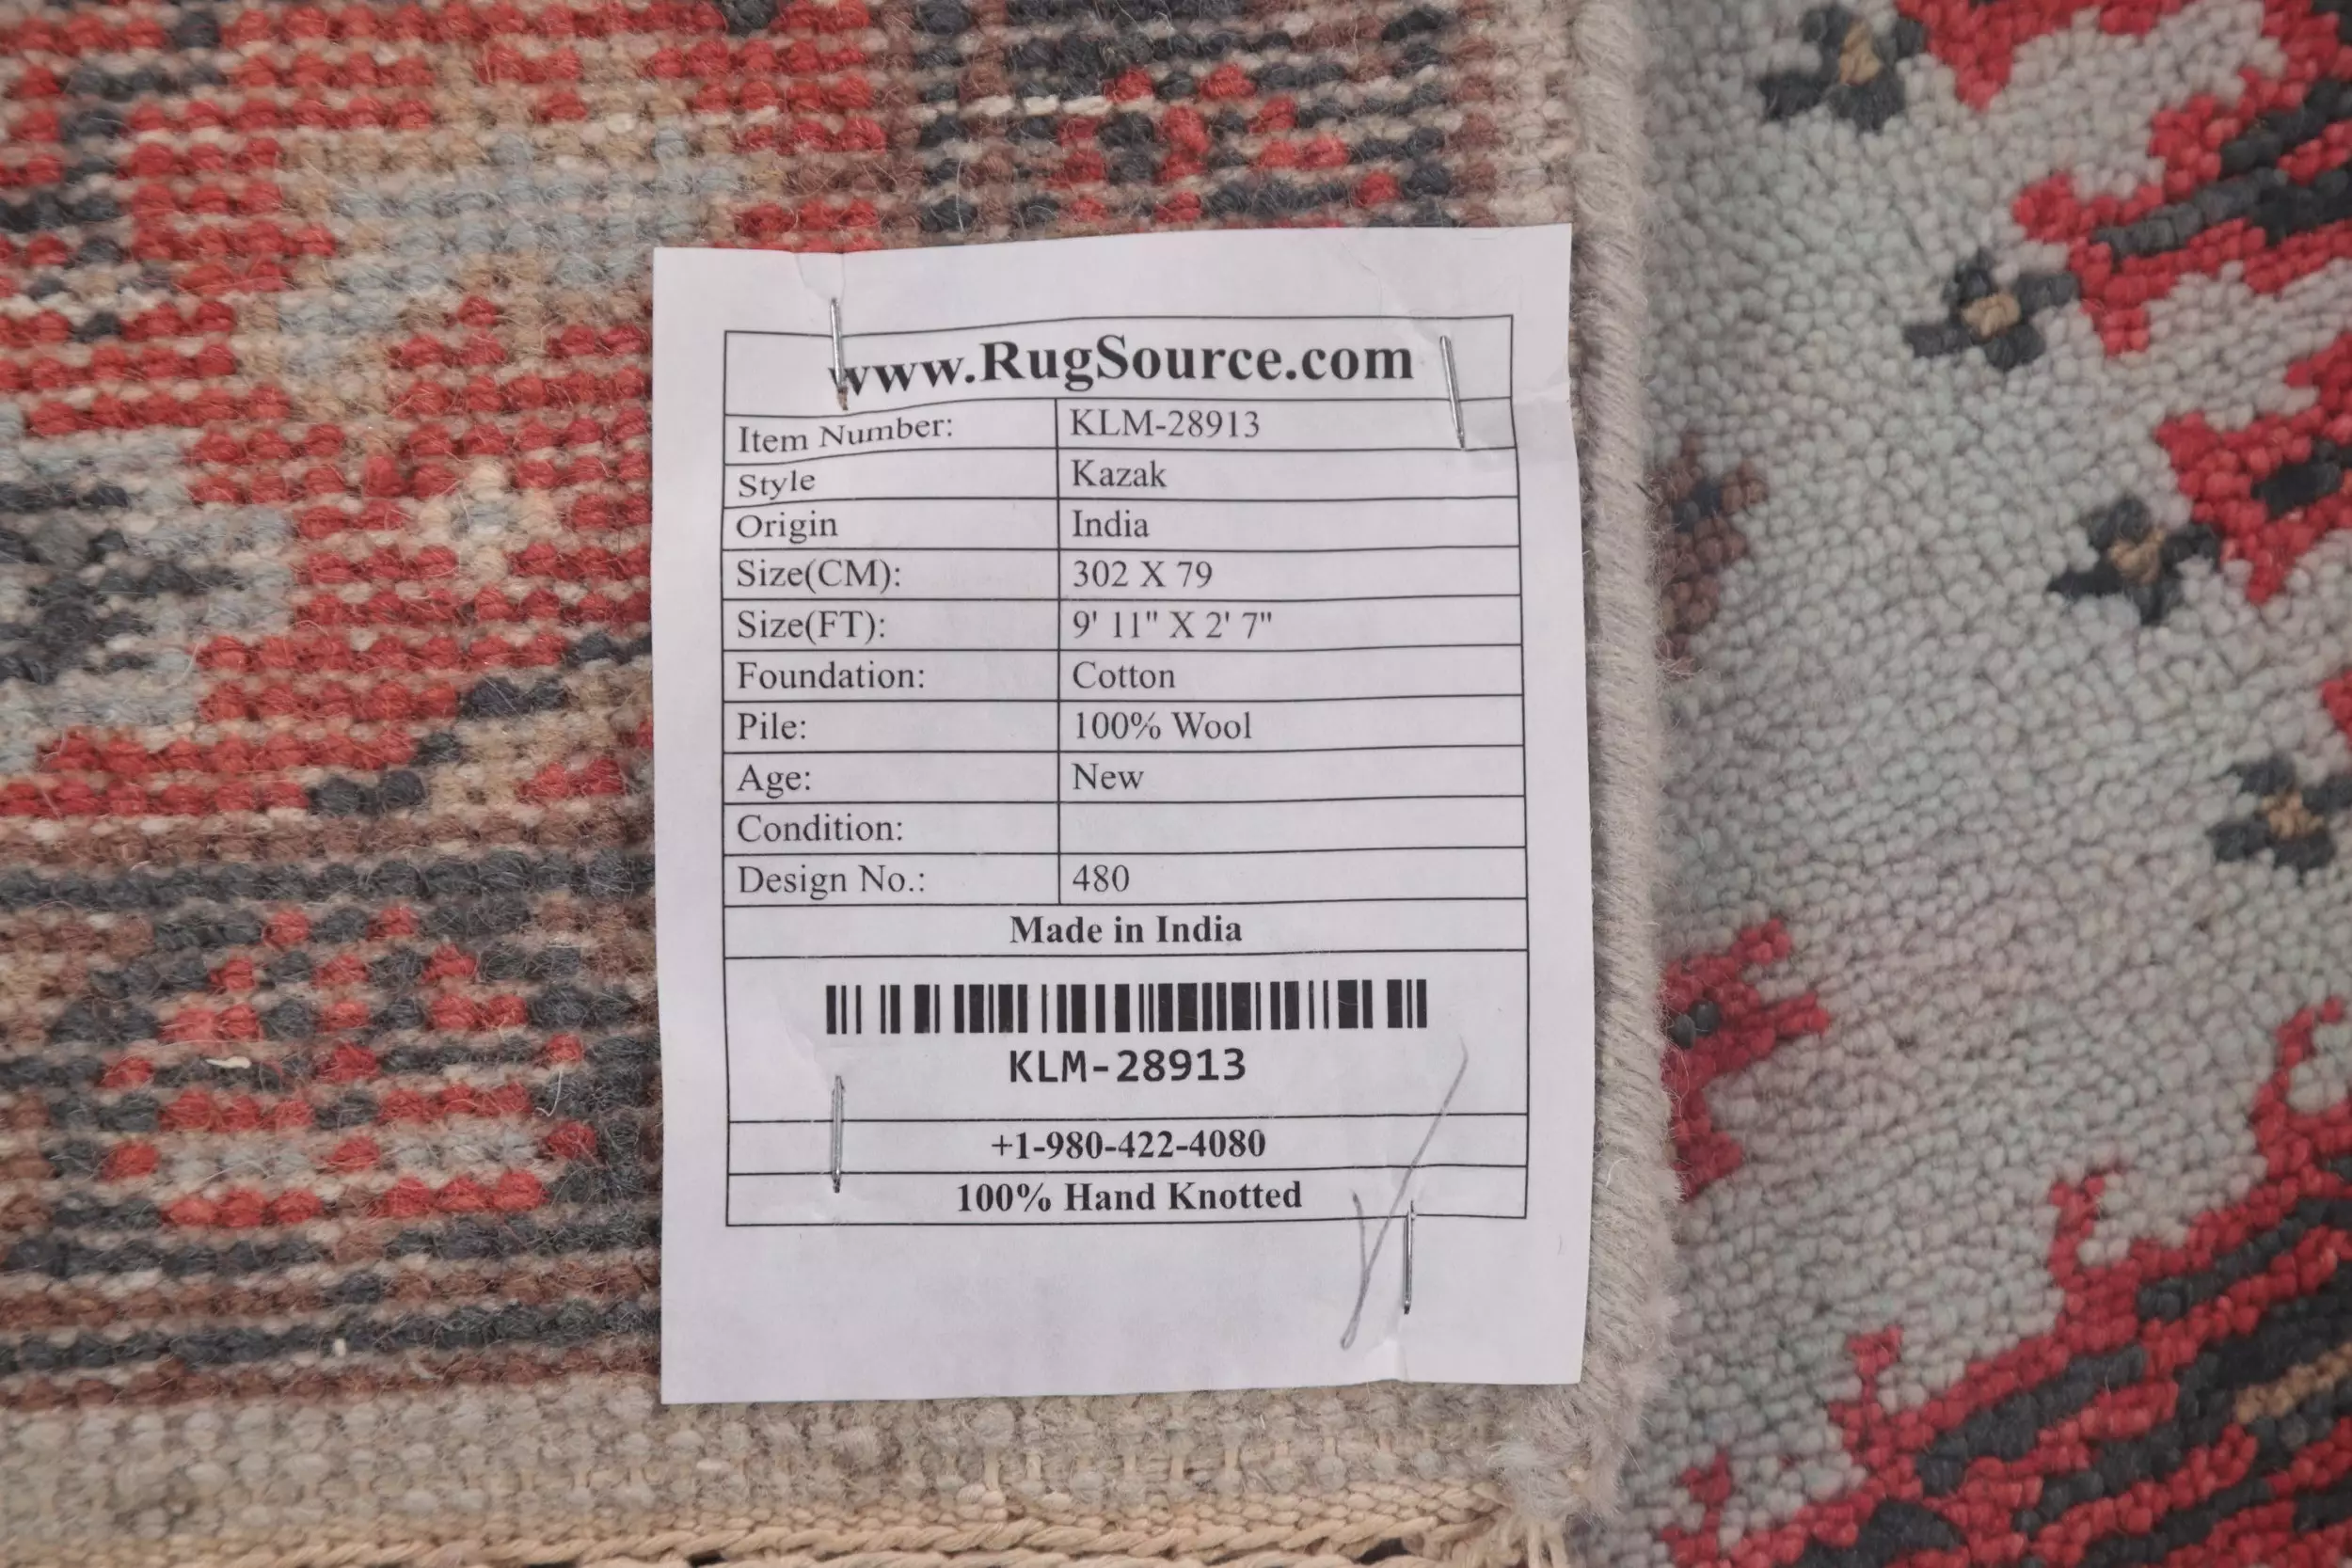 www.RugSource.com
Item Number: KLM-28913
Style Kazak
Origin India
Size(CM): 302 X 79
Size(FT): 9' 11" X 2' 7"
Foundation: Cotton
Pile: 100% Wool
Age: New
Condition:
Design No.: 480
Made in India
KLM-28913
+1-980-422-4080
100% Hand Knotted